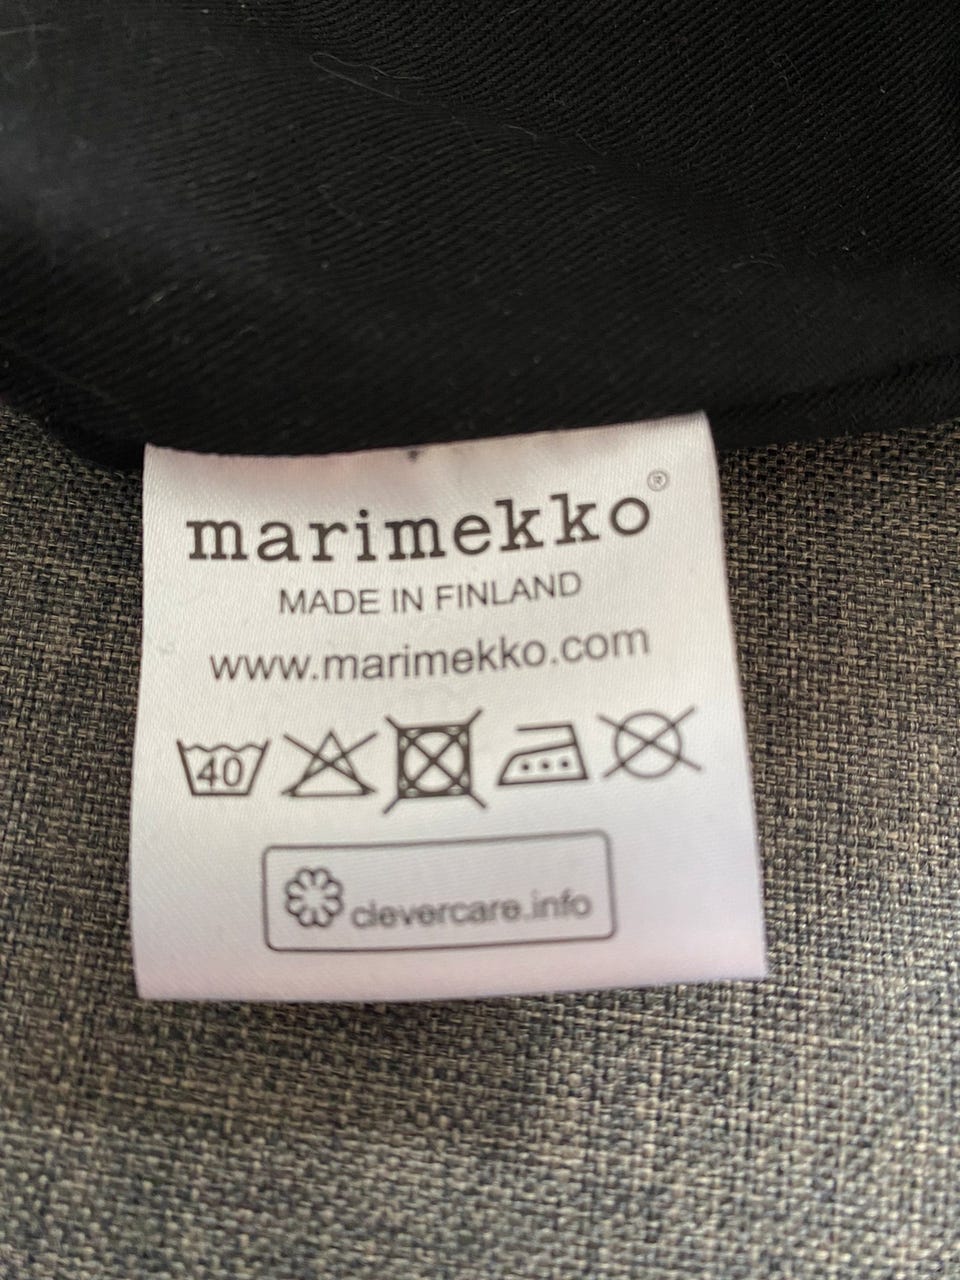 marimekko®
MADE IN FINLAND
www.marimekko.com
40
clevercare.info